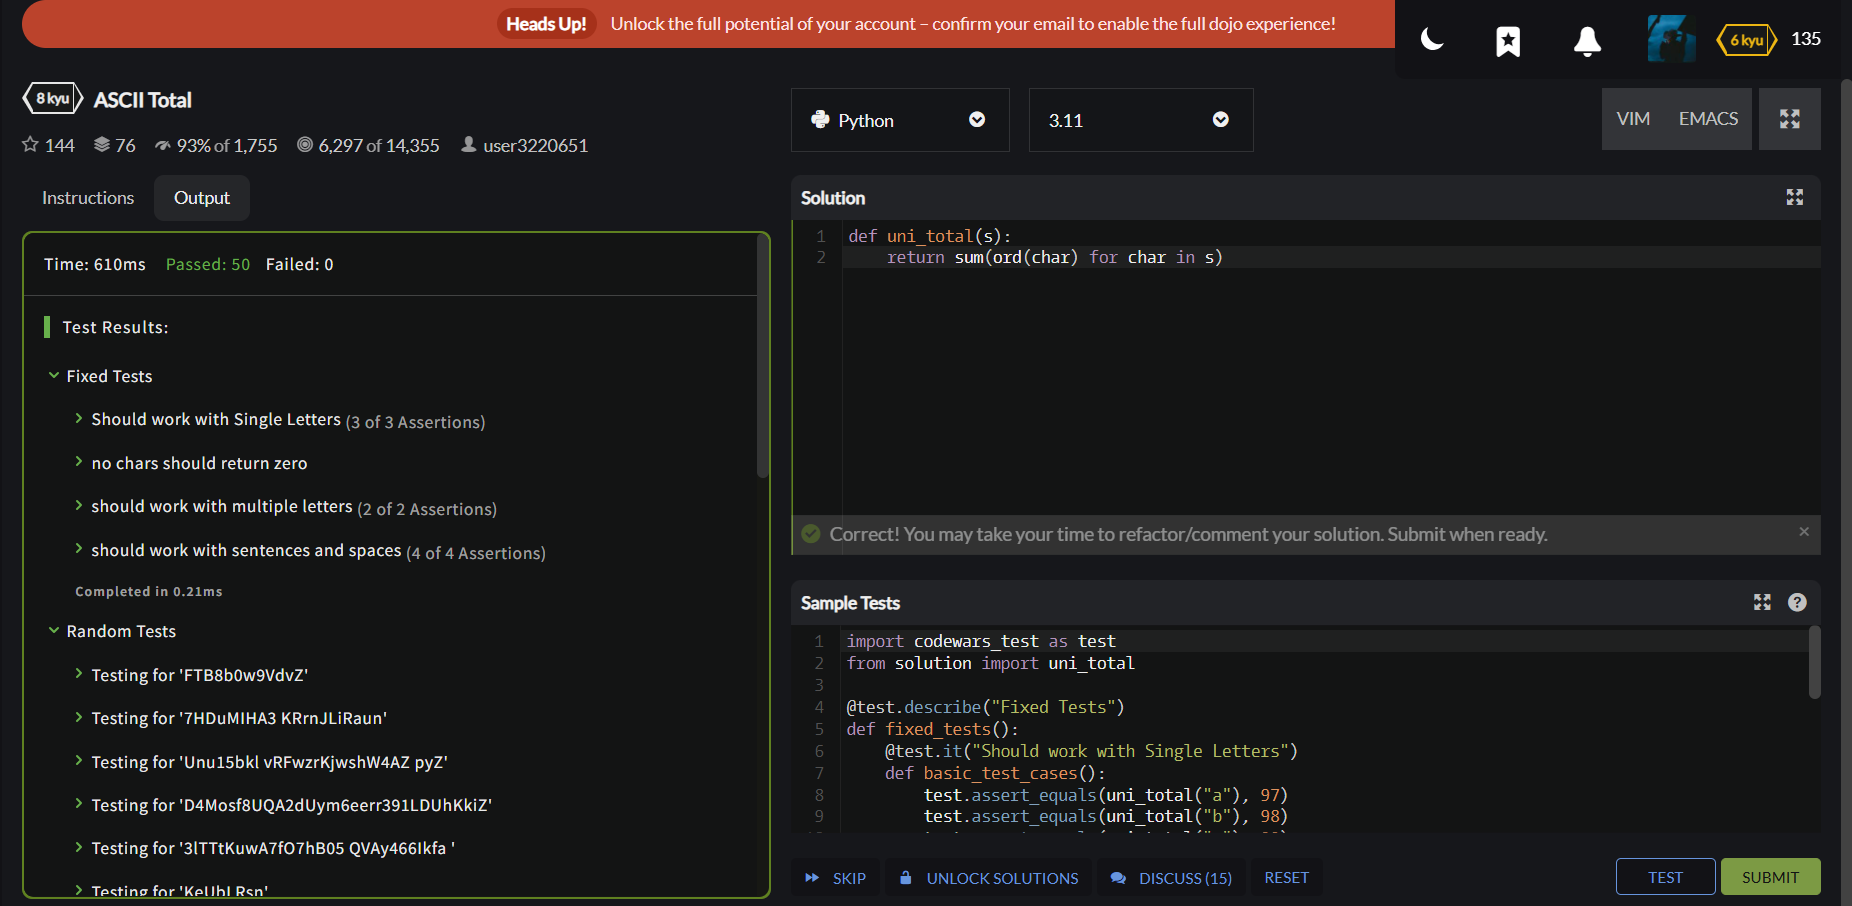 Heads Up! Unlock the full potential of your account – confirm your email to enable the full dojo experience!
6 kyu 135
8 kyu ASCII Total
144 76 93% of 1,755 6,297 of 14,355 user3220651
Python 3.11 VIM EMACS
Instructions Output
Time: 610ms Passed: 50 Failed: 0
Test Results:
Fixed Tests
Should work with Single Letters (3 of 3 Assertions)
no chars should return zero
should work with multiple letters (2 of 2 Assertions)
should work with sentences and spaces (4 of 4 Assertions)
Completed in 0.21ms
Random Tests
Testing for 'FTB8b0w9VdvZ'
Testing for '7HDuMIHA3 KRrnJLiRaun'
Testing for 'Unu15bkl vRFwzrKjwshW4AZ pyZ'
Testing for 'D4Mosf8UQA2dUym6eerr391LDUhKkiZ'
Testing for '3lTTtKuwA7fO7hB05 QVAy466Ikfa '
Testing for 'KeUhLRsn'
Solution
1 def uni_total(s):
2 return sum(ord(char) for char in s)
Correct! You may take your time to refactor/comment your solution. Submit when ready. ×
Sample Tests ?
1 import codewars_test as test
2 from solution import uni_total
3
4 @test.describe("Fixed Tests")
5 def fixed_tests():
6 @test.it("Should work with Single Letters")
7 def basic_test_cases():
8 test.assert_equals(uni_total("a"), 97)
9 test.assert_equals(uni_total("b"), 98)
SKIP UNLOCK SOLUTIONS DISCUSS (15) RESET TEST SUBMIT